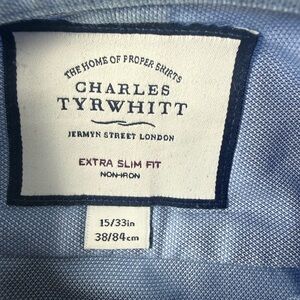 THE HOME OF PROPER SHIRTS
CHARLES
TYRWHITT
JERMYN STREET LONDON
EXTRA SLIM FIT
NON-IRON
15/33in
38/84cm